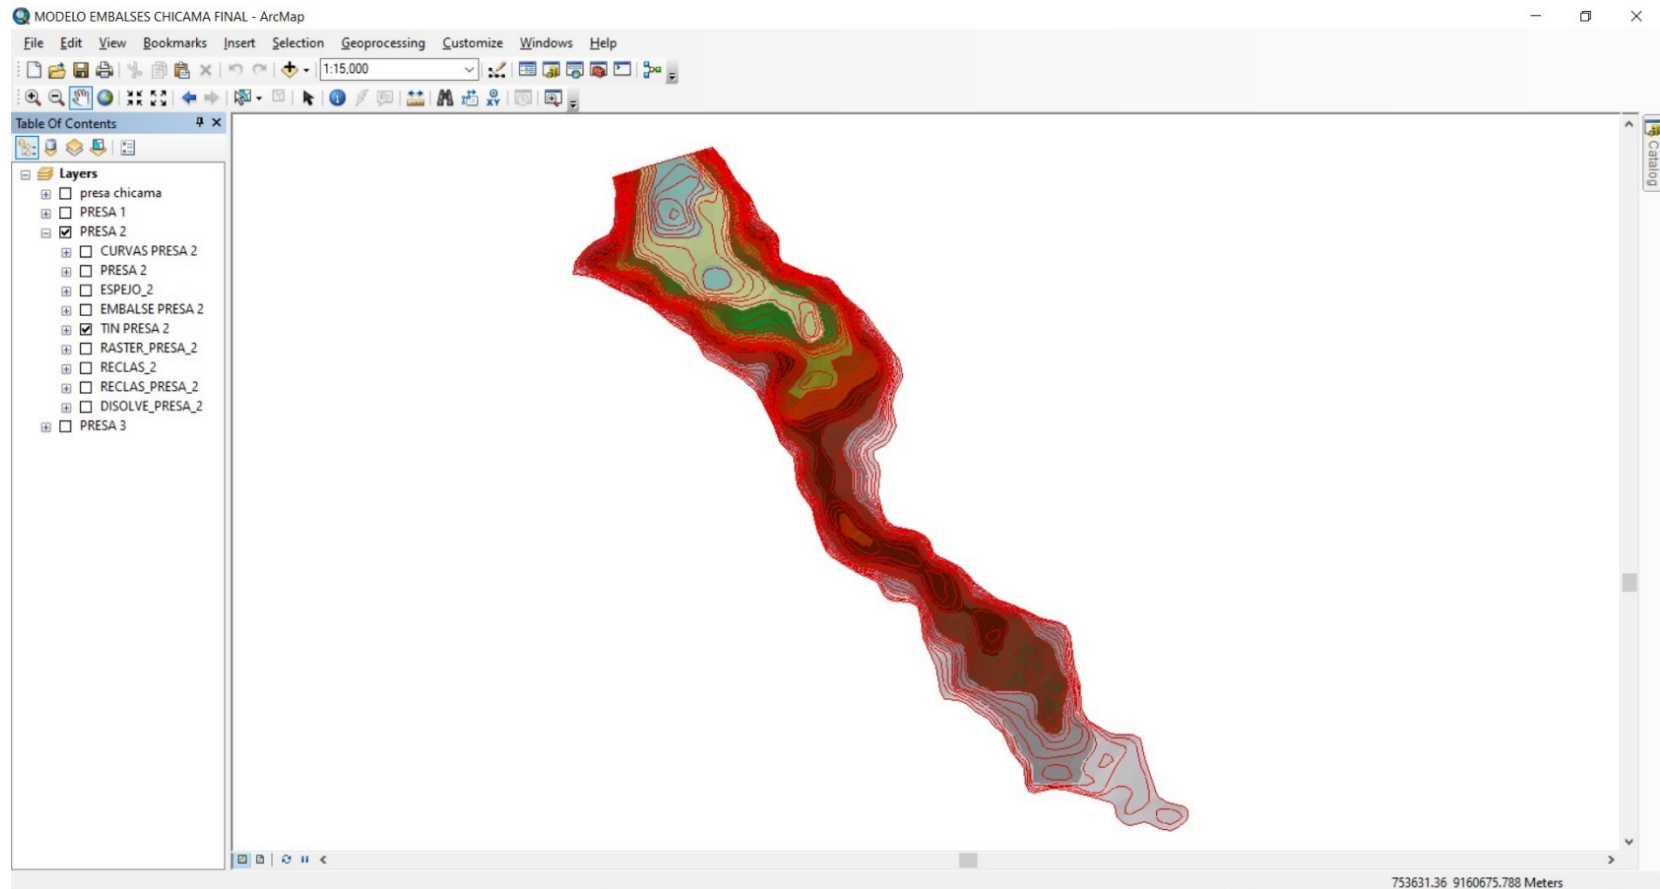 MODELO EMBALSES CHICAMA FINAL - ArcMap
File Edit View Bookmarks Insert Selection Geoprocessing Customize Windows Help
1:15,000
Table Of Contents
Layers
presa chicama
PRESA 1
PRESA 2
CURVAS PRESA 2
PRESA 2
ESPEJO_2
EMBALSE PRESA 2
TIN PRESA 2
RASTER_PRESA_2
RECLAS_2
RECLAS_PRESA_2
DISOLVE_PRESA_2
PRESA 3
Catalog
753631.36 9160675.788 Meters